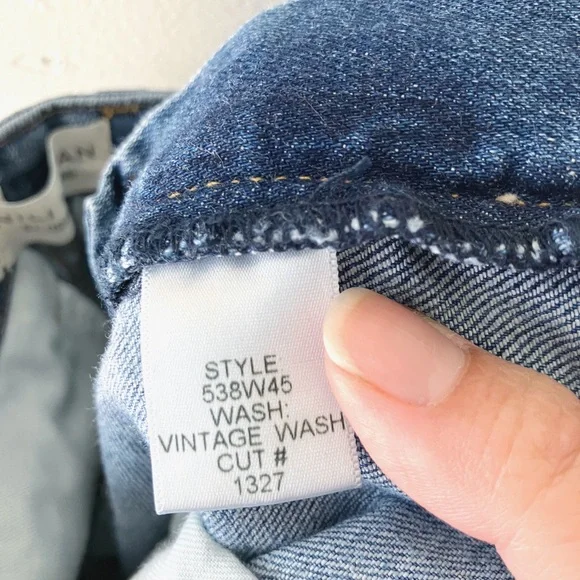 STYLE
538W45
WASH:
VINTAGE WASH
CUT #
1327